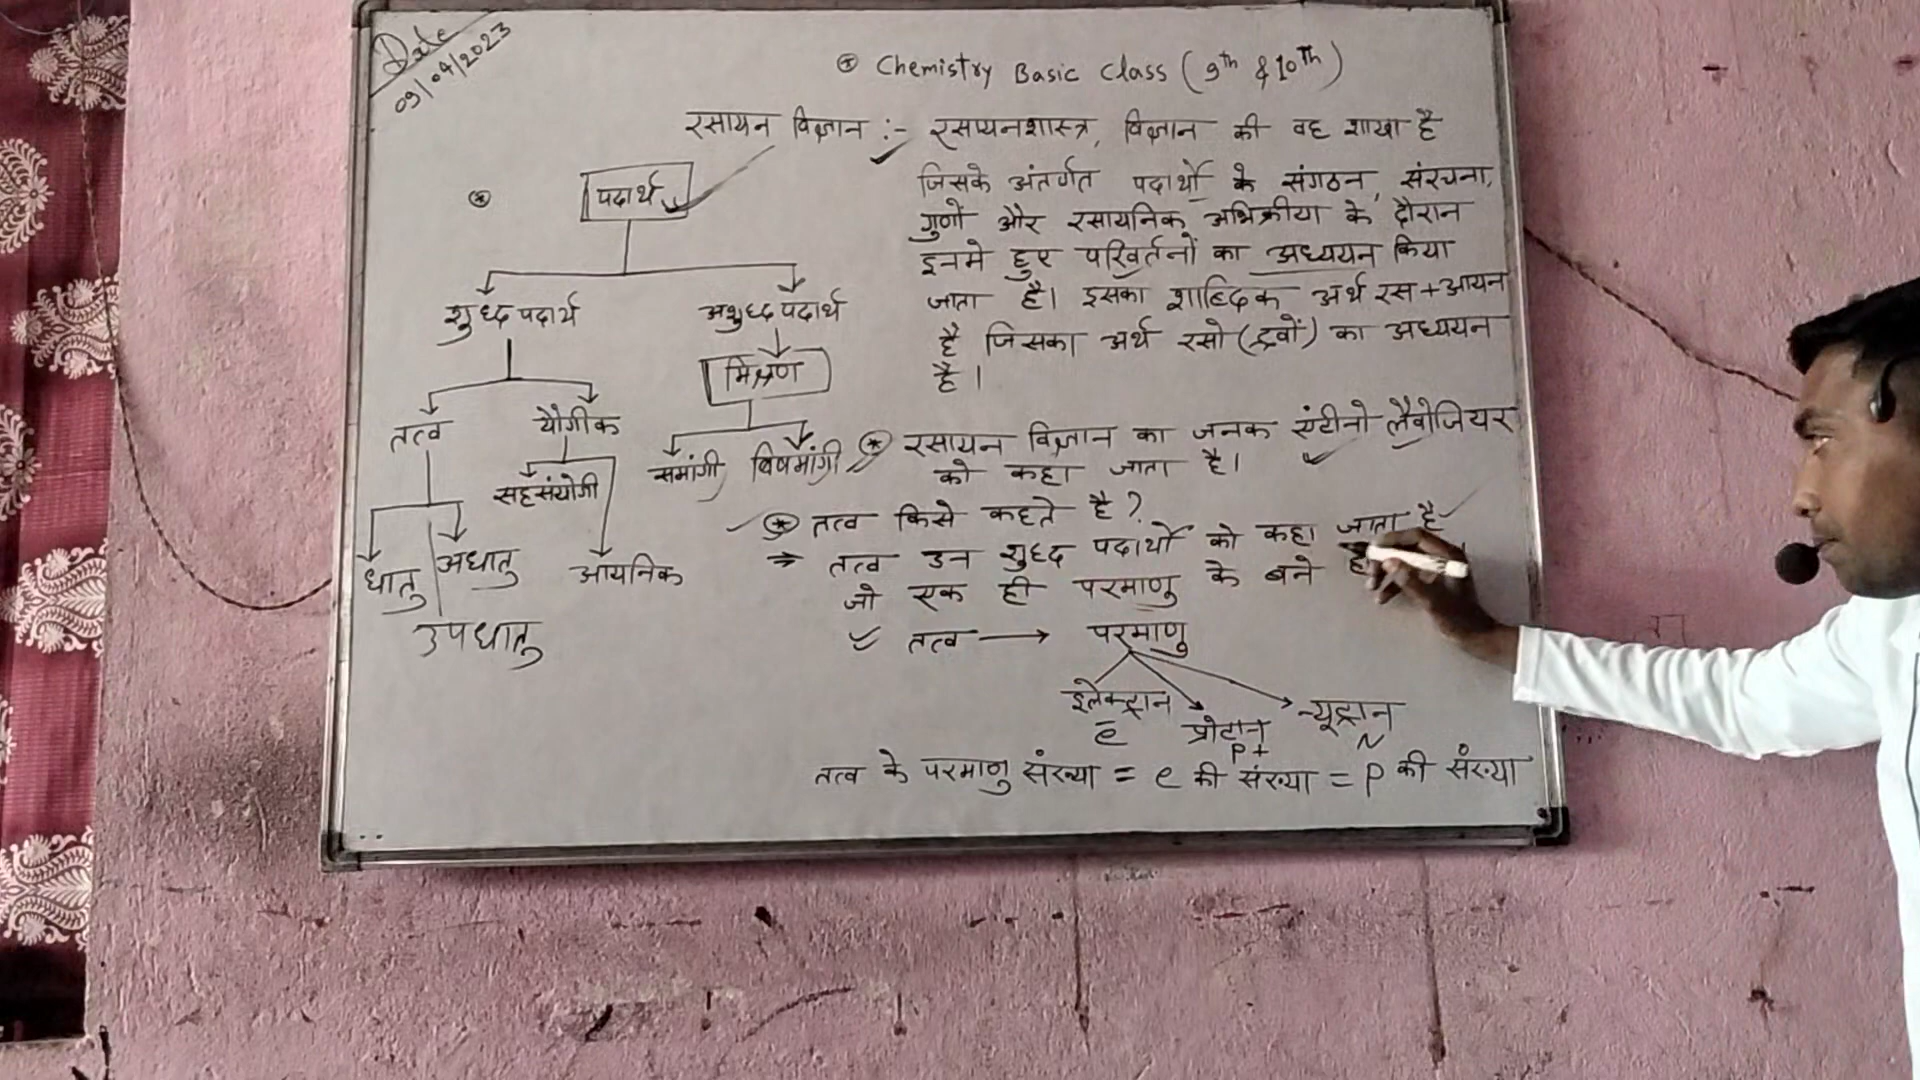 Date
09/04/2023
⊛ Chemistry Basic Class (9th & 10th)
रसायन विज्ञान :- रसायनशास्त्र, विज्ञान की वह शाखा है
जिसके अंतर्गत पदार्थो के संगठन, संरचना,
गुणों और रसायनिक अभिक्रीया के दौरान
इनमे हुए परिवर्तनों का अध्ययन किया
जाता है। इसका शाब्दिक अर्थ रस+आयन
है जिसका अर्थ रसो (द्रवों) का अध्ययन
है।
⊛ पदार्थ
शुध्द पदार्थ अशुध्द पदार्थ
मिश्रण
तत्व यौगीक
समांगी विषमांगी
सहसंयोगी
धातु अधातु आयनिक
उपधातु
⊛ रसायन विज्ञान का जनक एंटीनो लैवोजियर
को कहा जाता है।
⊛ तत्व किसे कहते है?
⇒ तत्व उन शुध्द पदार्थो को कहा जाता है
जो एक ही परमाणु के बने
तत्व → परमाणु
इलेक्ट्रान प्रोटान न्यूट्रान
e P+ N
तत्व के परमाणु संख्या = e की संख्या = P की संख्या